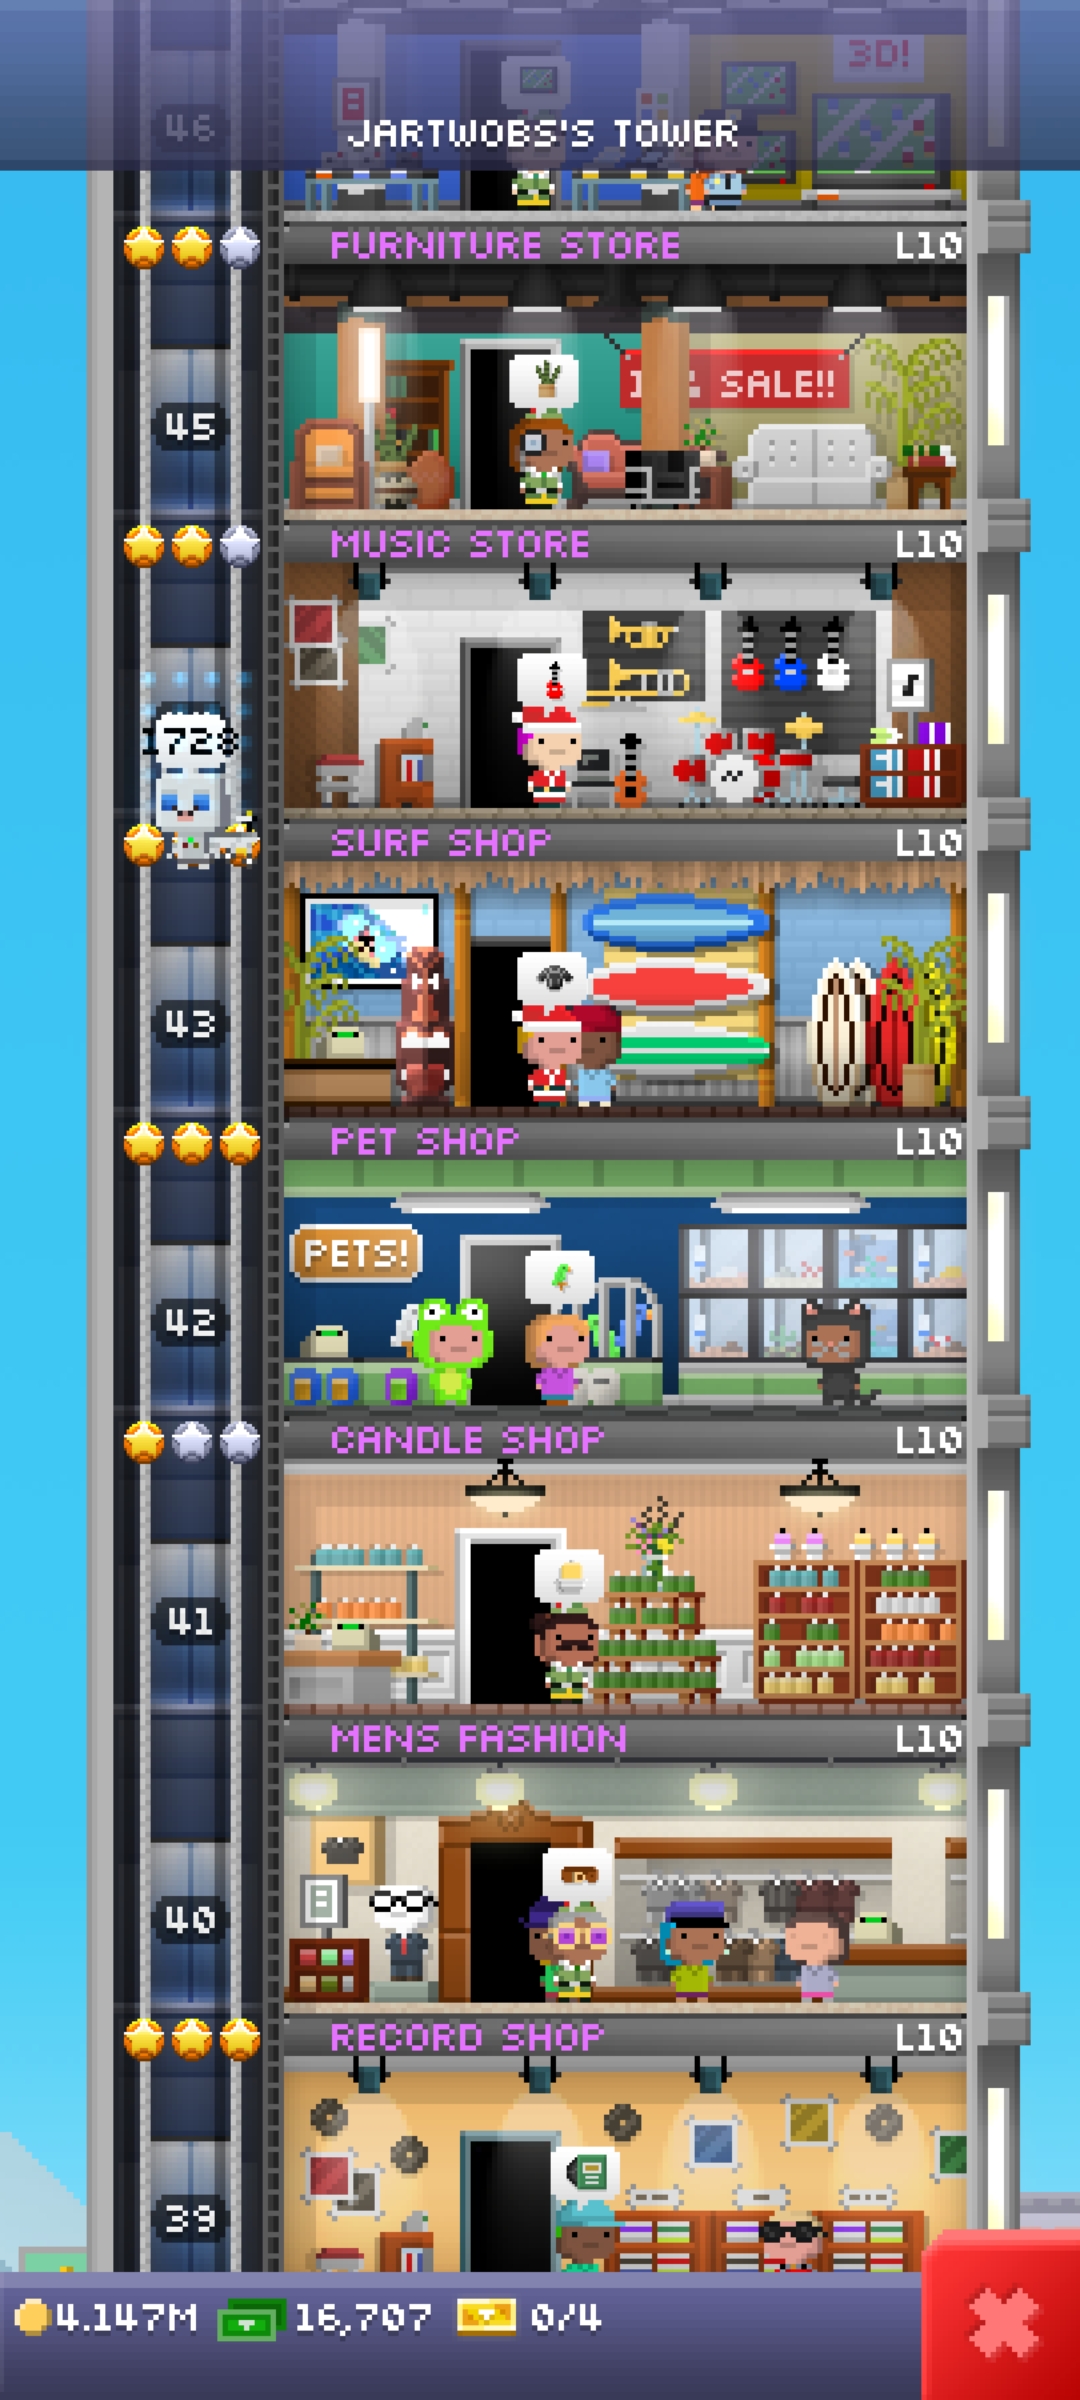 3D!
46
JARTWOBS'S TOWER
FURNITURE STORE L10
SALE!!
45
MUSIC STORE L10
1728
SURF SHOP L10
43
PET SHOP L10
PETS!
42
CANDLE SHOP L10
41
MENS FASHION L10
40
RECORD SHOP L10
39
4.147M 16,707 0/4